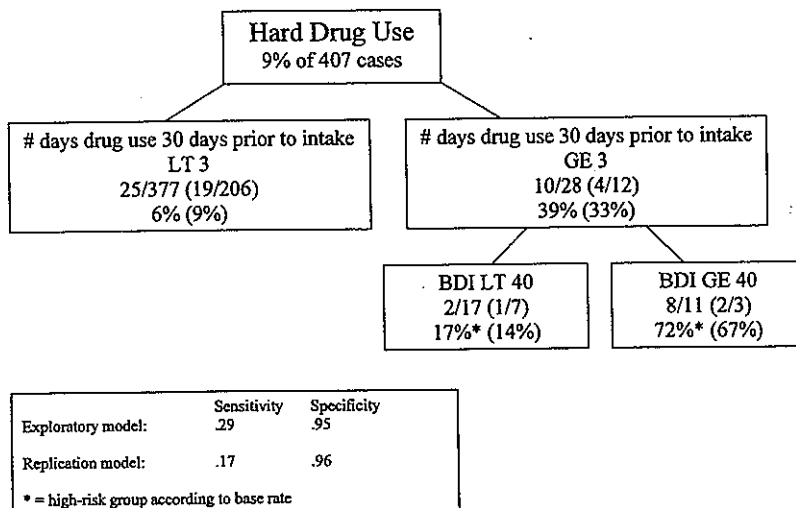 Hard Drug Use
9% of 407 cases
# days drug use 30 days prior to intake
LT 3
25/377 (19/206)
6% (9%)
# days drug use 30 days prior to intake
GE 3
10/28 (4/12)
39% (33%)
BDI LT 40
2/17 (1/7)
17%* (14%)
BDI GE 40
8/11 (2/3)
72%* (67%)
Sensitivity Specificity
Exploratory model: .29 .95
Replication model: .17 .96
* = high-risk group according to base rate